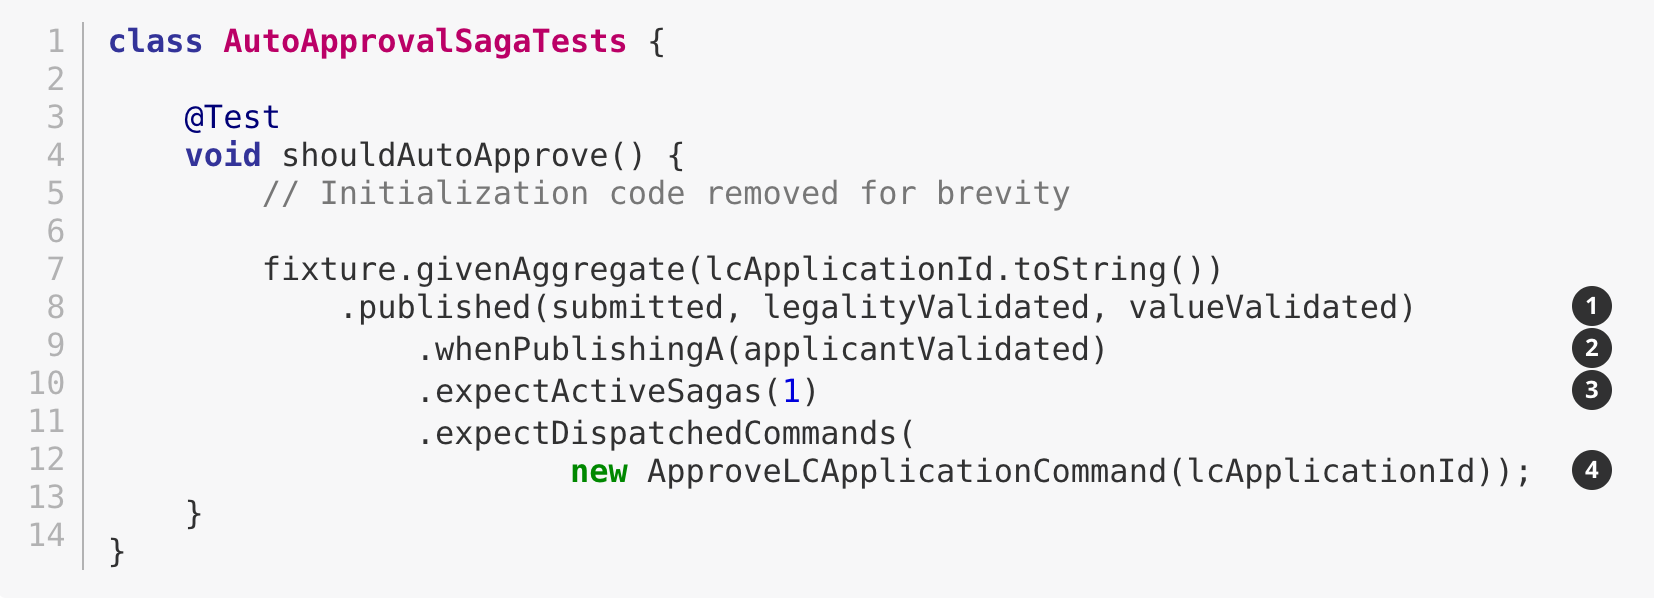 1 class AutoApprovalSagaTests {
2
3     @Test
4     void shouldAutoApprove() {
5         // Initialization code removed for brevity
6
7         fixture.givenAggregate(lcApplicationId.toString())
8             .published(submitted, legalityValidated, valueValidated) 1
9                 .whenPublishingA(applicantValidated) 2
10                 .expectActiveSagas(1) 3
11                 .expectDispatchedCommands(
12                         new ApproveLCApplicationCommand(lcApplicationId)); 4
13     }
14 }